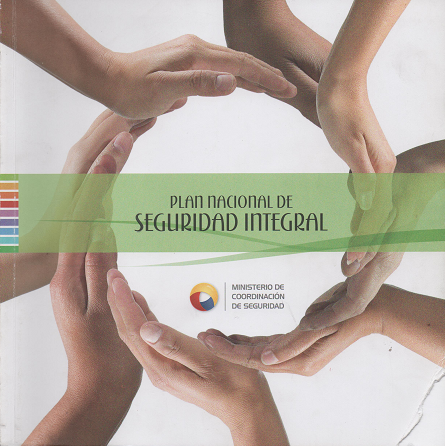 PLAN NACIONAL DE
SEGURIDAD INTEGRAL
MINISTERIO DE
COORDINACIÓN
DE SEGURIDAD